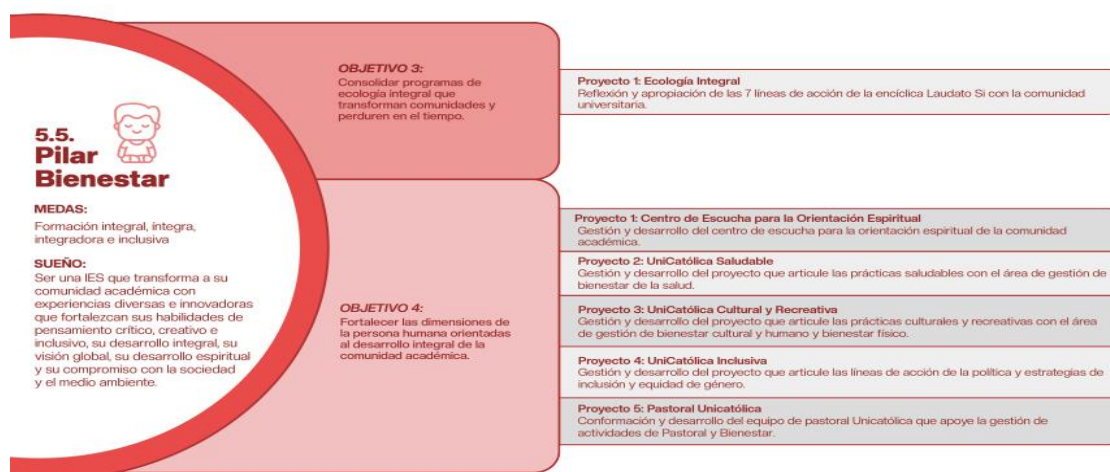 5.5.
Pilar
Bienestar
MEDAS:
Formación integral, íntegra,
integradora e inclusiva
SUEÑO:
Ser una IES que transforma a su
comunidad académica con
experiencias diversas e innovadoras
que fortalezcan sus habilidades de
pensamiento crítico, creativo e
inclusivo, su desarrollo integral, su
visión global, su desarrollo espiritual
y su compromiso con la sociedad
y el medio ambiente.
OBJETIVO 3:
Consolidar programas de
ecología integral que
transforman comunidades y
perduren en el tiempo.
Proyecto 1: Ecología Integral
Reflexión y apropiación de las 7 líneas de acción de la encíclica Laudato Si con la comunidad
universitaria.
OBJETIVO 4:
Fortalecer las dimensiones de
la persona humana orientadas
al desarrollo integral de la
comunidad académica.
Proyecto 1: Centro de Escucha para la Orientación Espiritual
Gestión y desarrollo del centro de escucha para la orientación espiritual de la comunidad
académica.
Proyecto 2: UniCatólica Saludable
Gestión y desarrollo del proyecto que articule las prácticas saludables con el área de gestión de
bienestar de la salud.
Proyecto 3: UniCatólica Cultural y Recreativa
Gestión y desarrollo del proyecto que articule las prácticas culturales y recreativas con el área
de gestión de bienestar cultural y humano y bienestar físico.
Proyecto 4: UniCatólica Inclusiva
Gestión y desarrollo del proyecto que articule las líneas de acción de la política y estrategias de
inclusión y equidad de género.
Proyecto 5: Pastoral Unicatólica
Conformación y desarrollo del equipo de pastoral Unicatólica que apoye la gestión de
actividades de Pastoral y Bienestar.